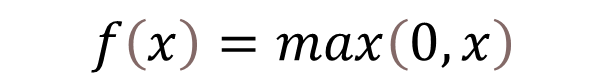 f(x) = max(0, x)